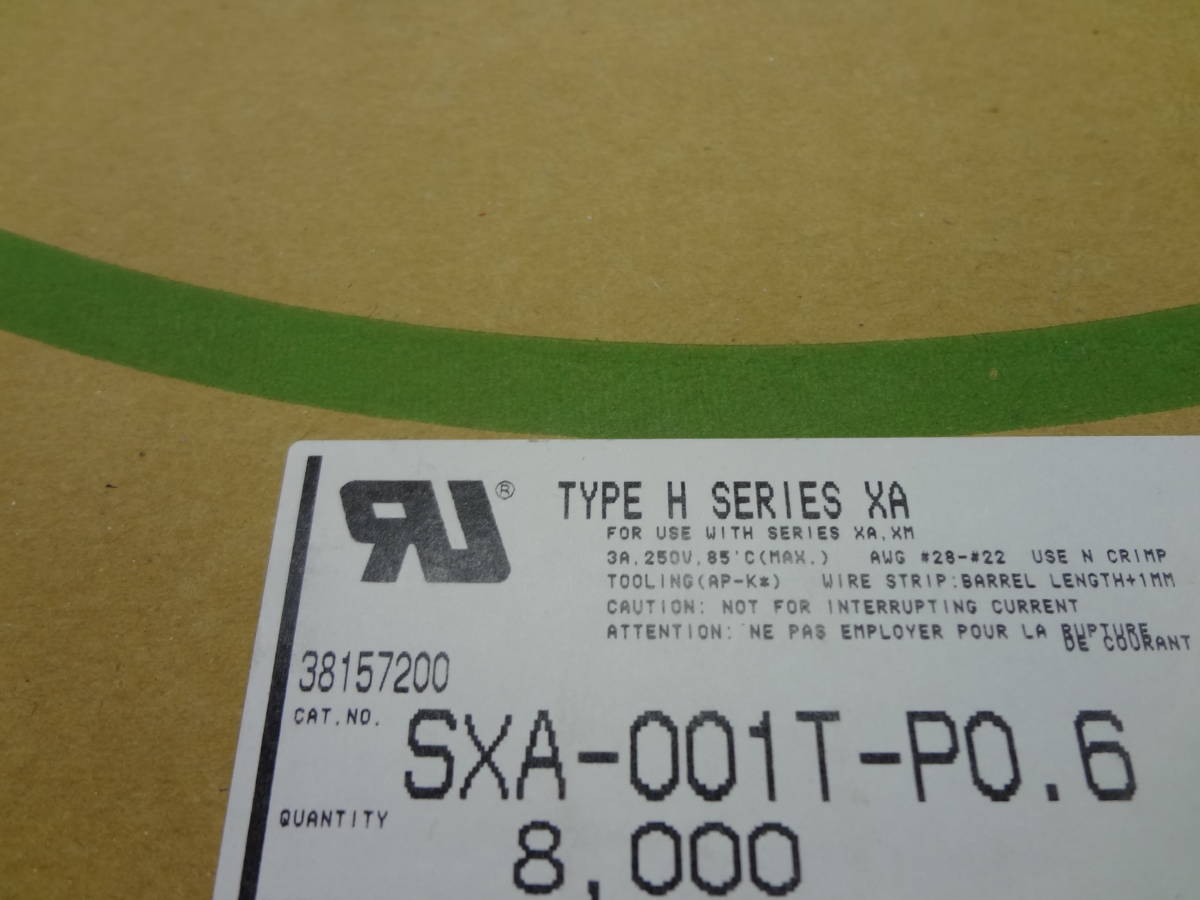 RU®
TYPE H SERIES XA
FOR USE WITH SERIES XA,XM
3A,250V,85°C(MAX.) AWG #28-#22 USE N CRIMP
TOOLING(AP-K*) WIRE STRIP:BARREL LENGTH+1MM
CAUTION: NOT FOR INTERRUPTING CURRENT
ATTENTION: NE PAS EMPLOYER POUR LA RUPTURE
DE COURANT
38157200
CAT.NO.
SXA-001T-P0.6
QUANTITY
8,000